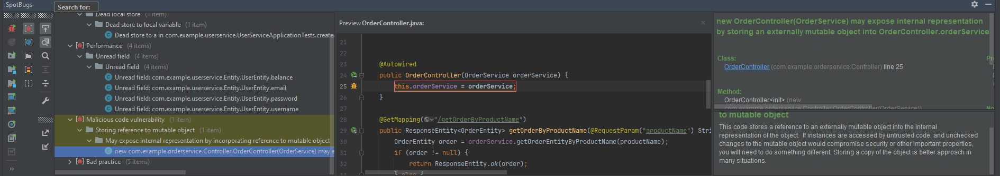 SpotBugs
Search for:
Dead local store (1 item)
Dead store to local variable (1 item)
Dead store to a in com.example.userservice.UserServiceApplicationTests.create
Performance (4 items)
Unread field (4 items)
Unread field (4 items)
Unread field: com.example.userservice.Entity.UserEntity.balance
Unread field: com.example.userservice.Entity.UserEntity.email
Unread field: com.example.userservice.Entity.UserEntity.password
Unread field: com.example.userservice.Entity.UserEntity.username
Malicious code vulnerability (1 item)
Storing reference to mutable object (1 item)
May expose internal representation by incorporating reference to mutable object
new com.example.orderservice.Controller.OrderController(OrderService) may e
Bad practice (5 items)
>>
Preview OrderController.java:
21
22
23 @Autowired
24 public OrderController(OrderService orderService) {
25 this.orderService = orderService;
26 }
27
28 @GetMapping("/getOrderByProductName")
29 public ResponseEntity<OrderEntity> getOrderByProductName(@RequestParam("productName") Stri
30 OrderEntity order = orderService.getOrderEntityByProductName(productName);
31 if (order != null) {
32 return ResponseEntity.ok(order);
33 } else {
new OrderController(OrderService) may expose internal representation
by storing an externally mutable object into OrderController.orderService
Class:
OrderController (com.example.orderservice.Controller) line 25
Method:
OrderController<init> (new
com.example.orderservice.Controller.OrderController(OrderService))
to mutable object
This code stores a reference to an externally mutable object into the internal
representation of the object. If instances are accessed by untrusted code, and unchecked
changes to the mutable object would compromise security or other important properties,
you will need to do something different. Storing a copy of the object is better approach in
many situations.